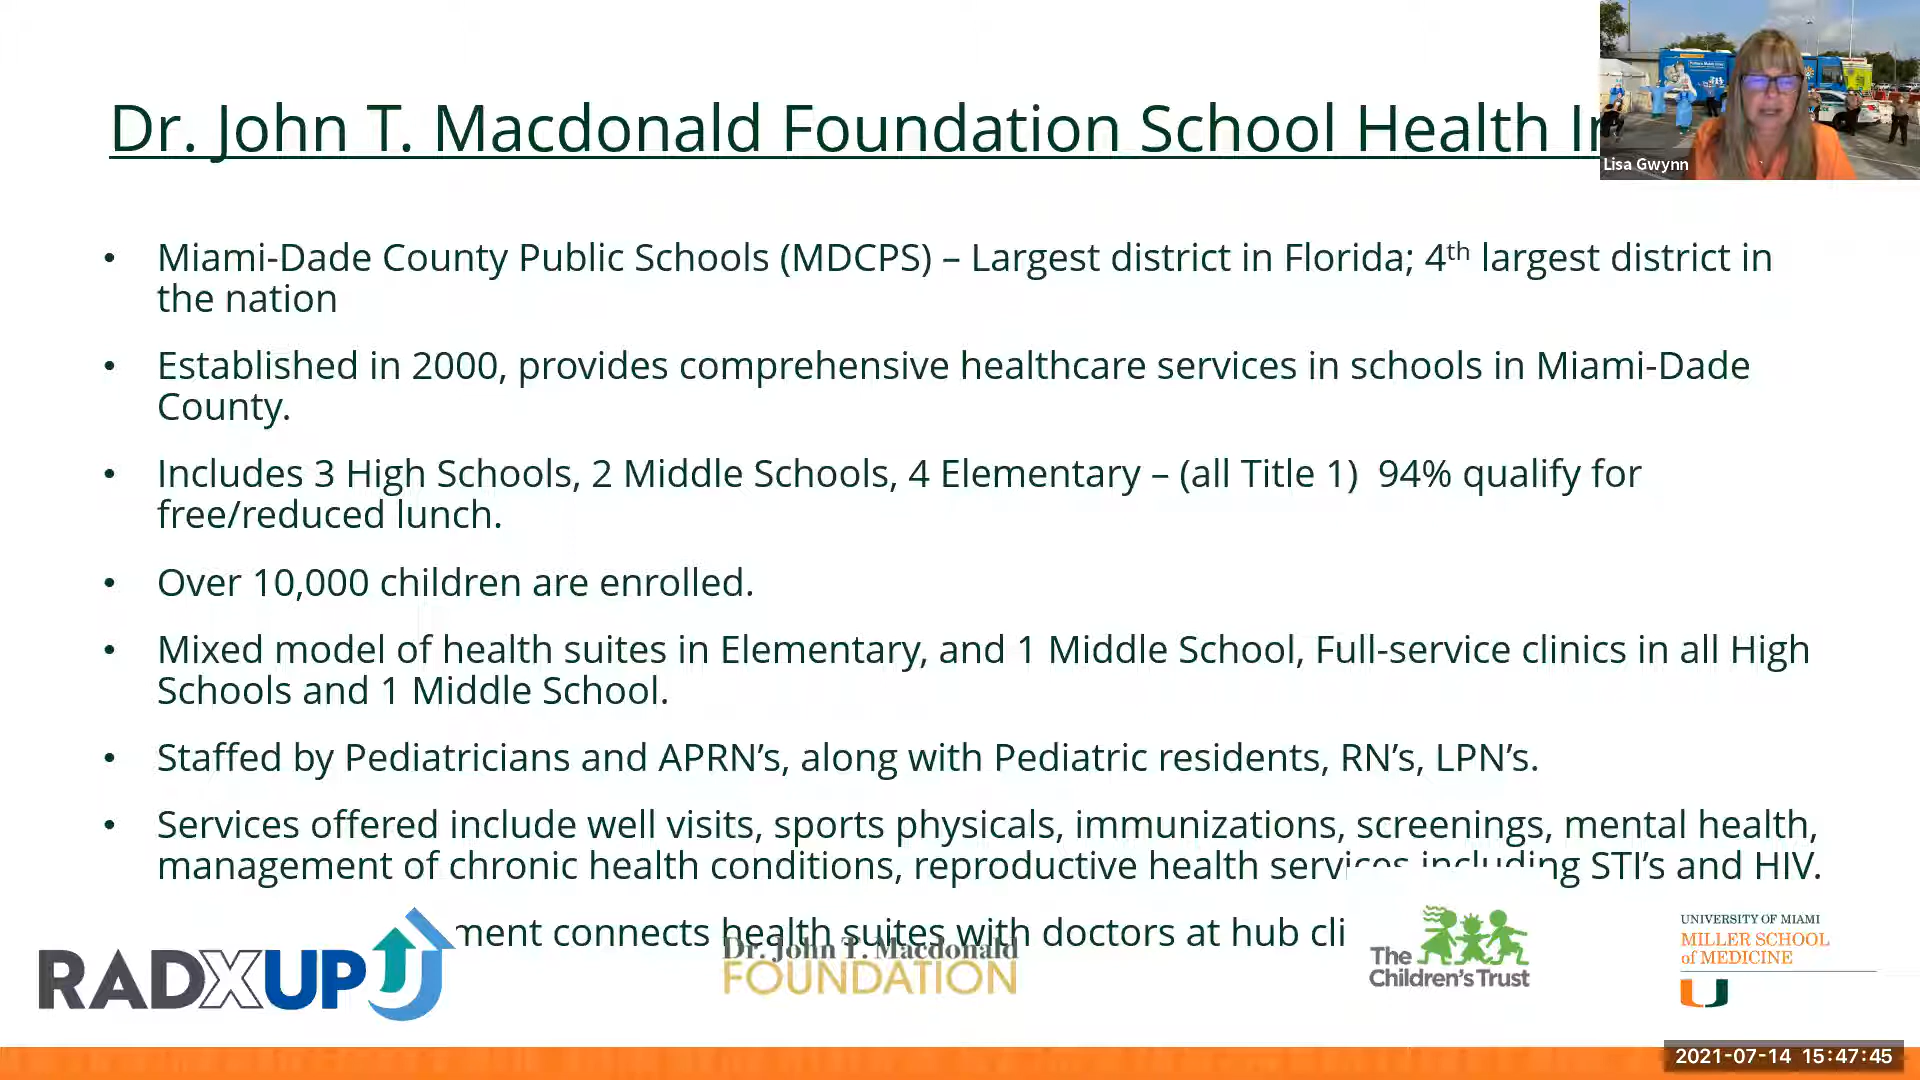 Dr. John T. Macdonald Foundation School Health
Lisa Gwynn
• Miami-Dade County Public Schools (MDCPS) – Largest district in Florida; 4th largest district in
the nation
• Established in 2000, provides comprehensive healthcare services in schools in Miami-Dade
County.
• Includes 3 High Schools, 2 Middle Schools, 4 Elementary – (all Title 1)  94% qualify for
free/reduced lunch.
• Over 10,000 children are enrolled.
• Mixed model of health suites in Elementary, and 1 Middle School, Full-service clinics in all High
Schools and 1 Middle School.
• Staffed by Pediatricians and APRN’s, along with Pediatric residents, RN’s, LPN’s.
• Services offered include well visits, sports physicals, immunizations, screenings, mental health,
management of chronic health conditions, reproductive health services including STI’s and HIV.
connects health suites with doctors at hub
RADXUP
Dr. John T. Macdonald
FOUNDATION
The
Children's Trust
UNIVERSITY OF MIAMI
MILLER SCHOOL
of MEDICINE
U
2021-07-14 15:47:45